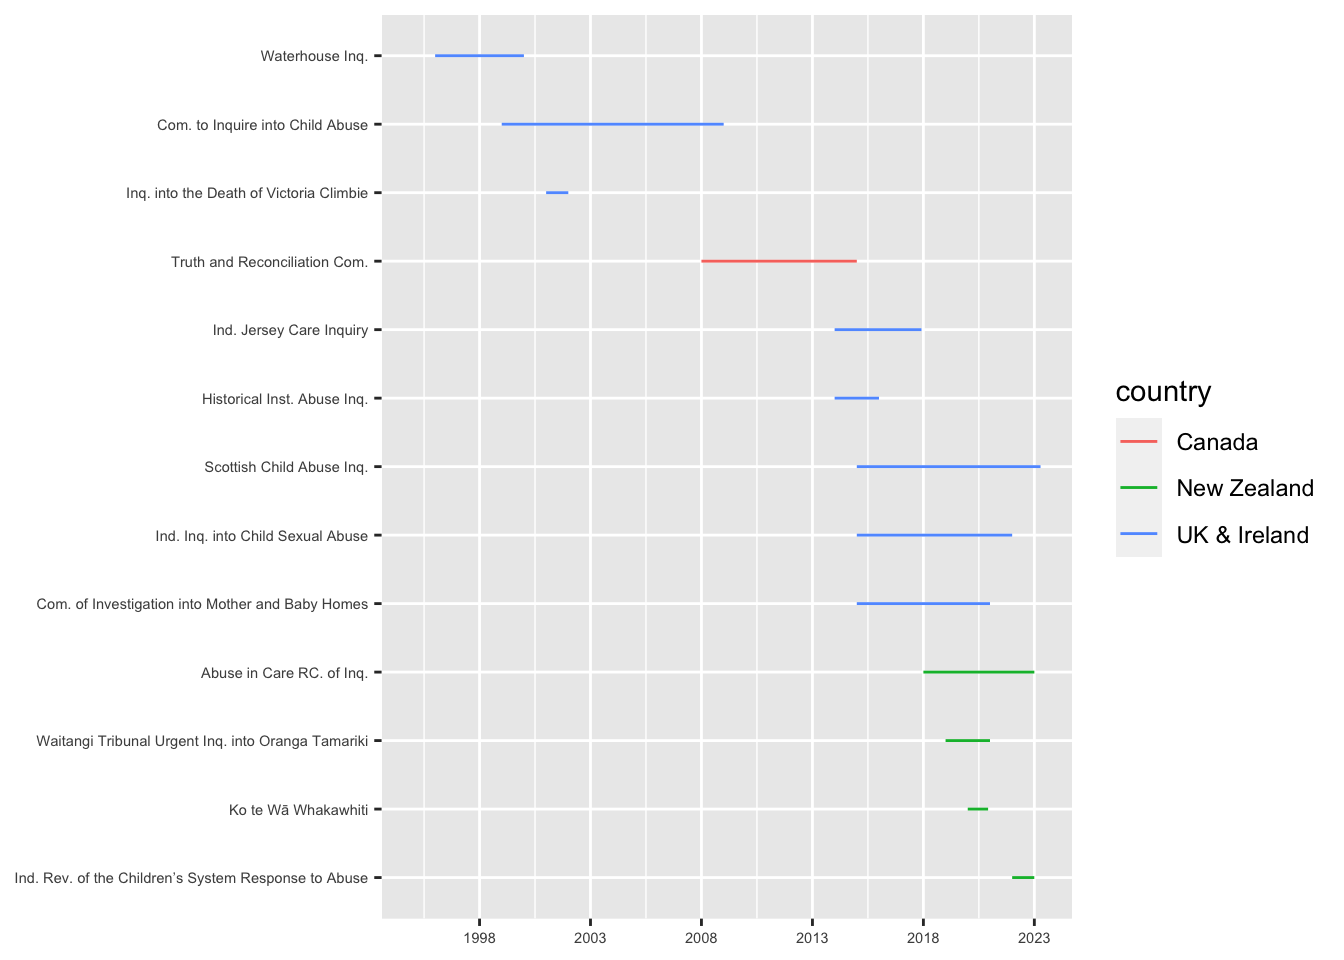 Waterhouse Inq.
Com. to Inquire into Child Abuse
Inq. into the Death of Victoria Climbie
Truth and Reconciliation Com.
Ind. Jersey Care Inquiry
Historical Inst. Abuse Inq.
Scottish Child Abuse Inq.
Ind. Inq. into Child Sexual Abuse
Com. of Investigation into Mother and Baby Homes
Abuse in Care RC. of Inq.
Waitangi Tribunal Urgent Inq. into Oranga Tamariki
Ko te Wā Whakawhiti
Ind. Rev. of the Children’s System Response to Abuse
1998 2003 2008 2013 2018 2023
country
Canada
New Zealand
UK & Ireland